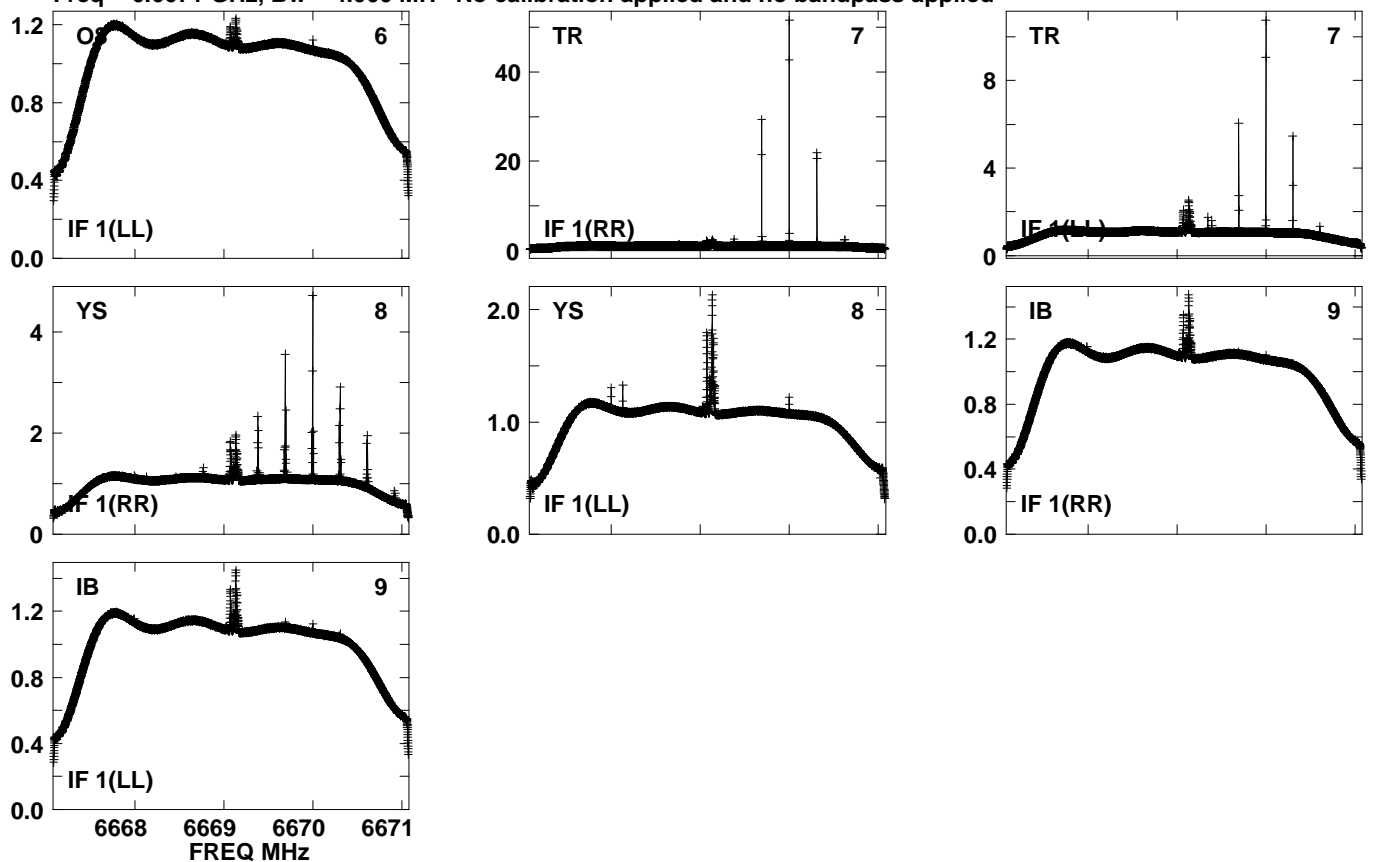 No calibration applied and no bandpass applied
1.2
0.8
0.4
0.0
OS 6
IF 1(LL)
40
20
0
TR 7
IF 1(RR)
8
4
0
TR 7
IF 1(LL)
4
2
0
YS 8
IF 1(RR)
2.0
1.0
0.0
YS 8
IF 1(LL)
1.2
0.8
0.4
0.0
IB 9
IF 1(RR)
1.2
0.8
0.4
0.0
IB 9
IF 1(LL)
6668 6669 6670 6671
FREQ MHz